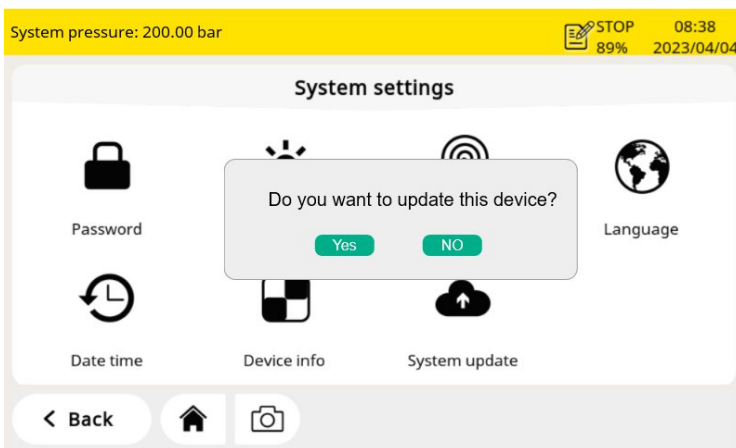 System pressure: 200.00 bar
STOP
08:38
89%
2023/04/04
System settings
Do you want to update this device?
Yes
NO
Password
Language
Date time
Device info
System update
< Back